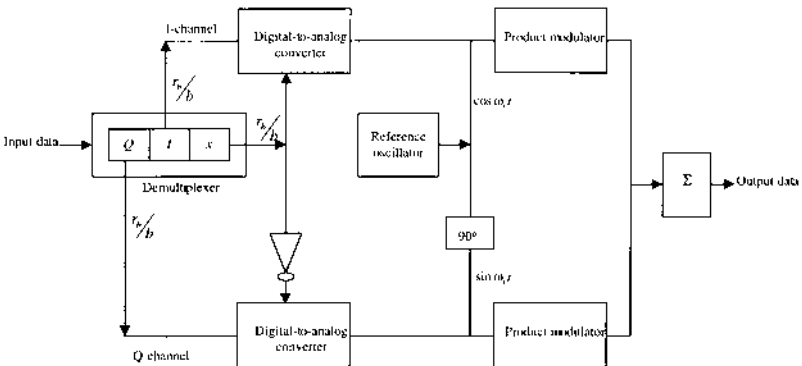 I-channel
Digital-to-analog
converter
Product modulator
r_b/b
cos ω_c t
Input data
Q I s
r_b/b
Reference
oscillator
Demultiplexer
Σ
Output data
r_b/b
90°
sin ω_c t
Digital-to-analog
converter
Product modulator
Q channel